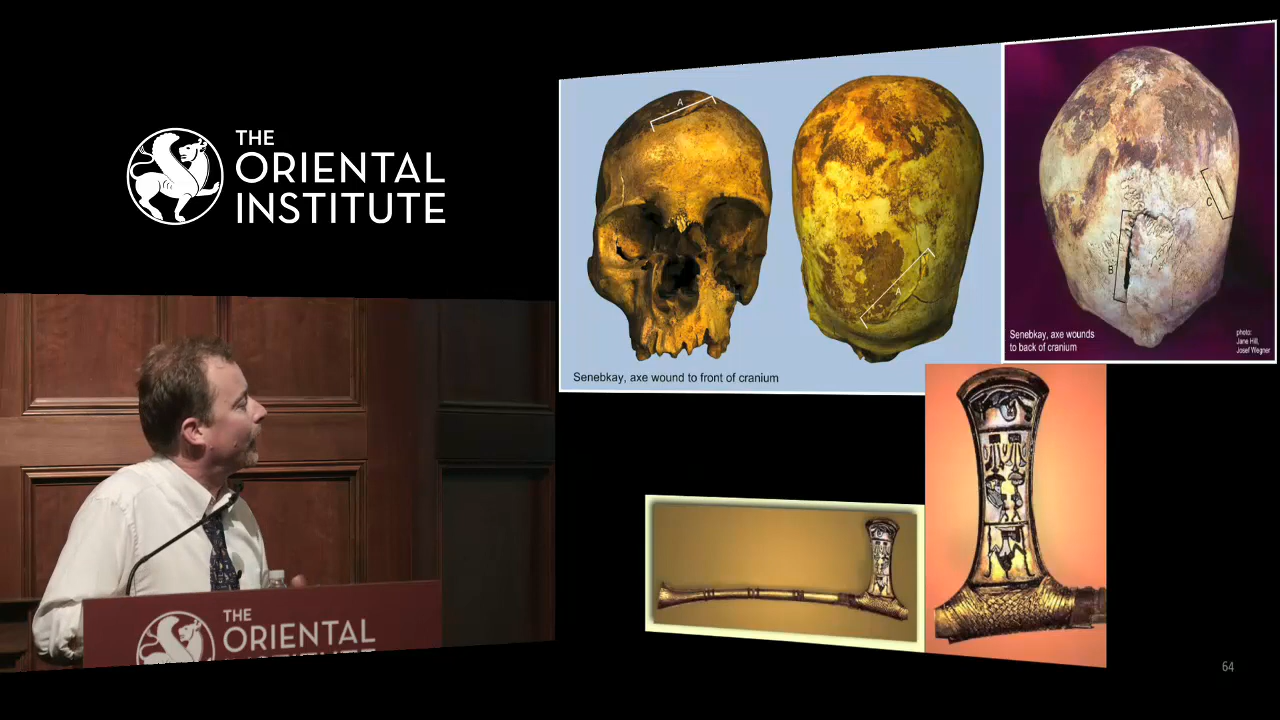 THE
ORIENTAL
INSTITUTE
A
A
C
B
Senebkay, axe wound to front of cranium
Senebkay, axe wounds
to back of cranium
photo:
Jane Hill,
Josef Wegner
THE
ORIENTAL
INSTITUTE
64